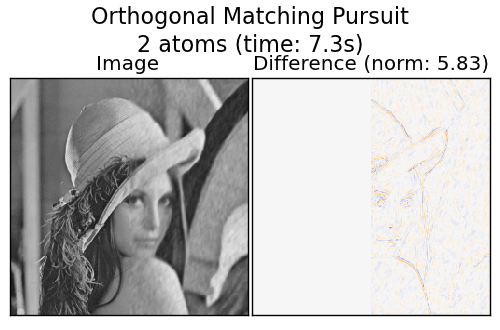 Orthogonal Matching Pursuit
2 atoms (time: 7.3s)
Image
Difference (norm: 5.83)